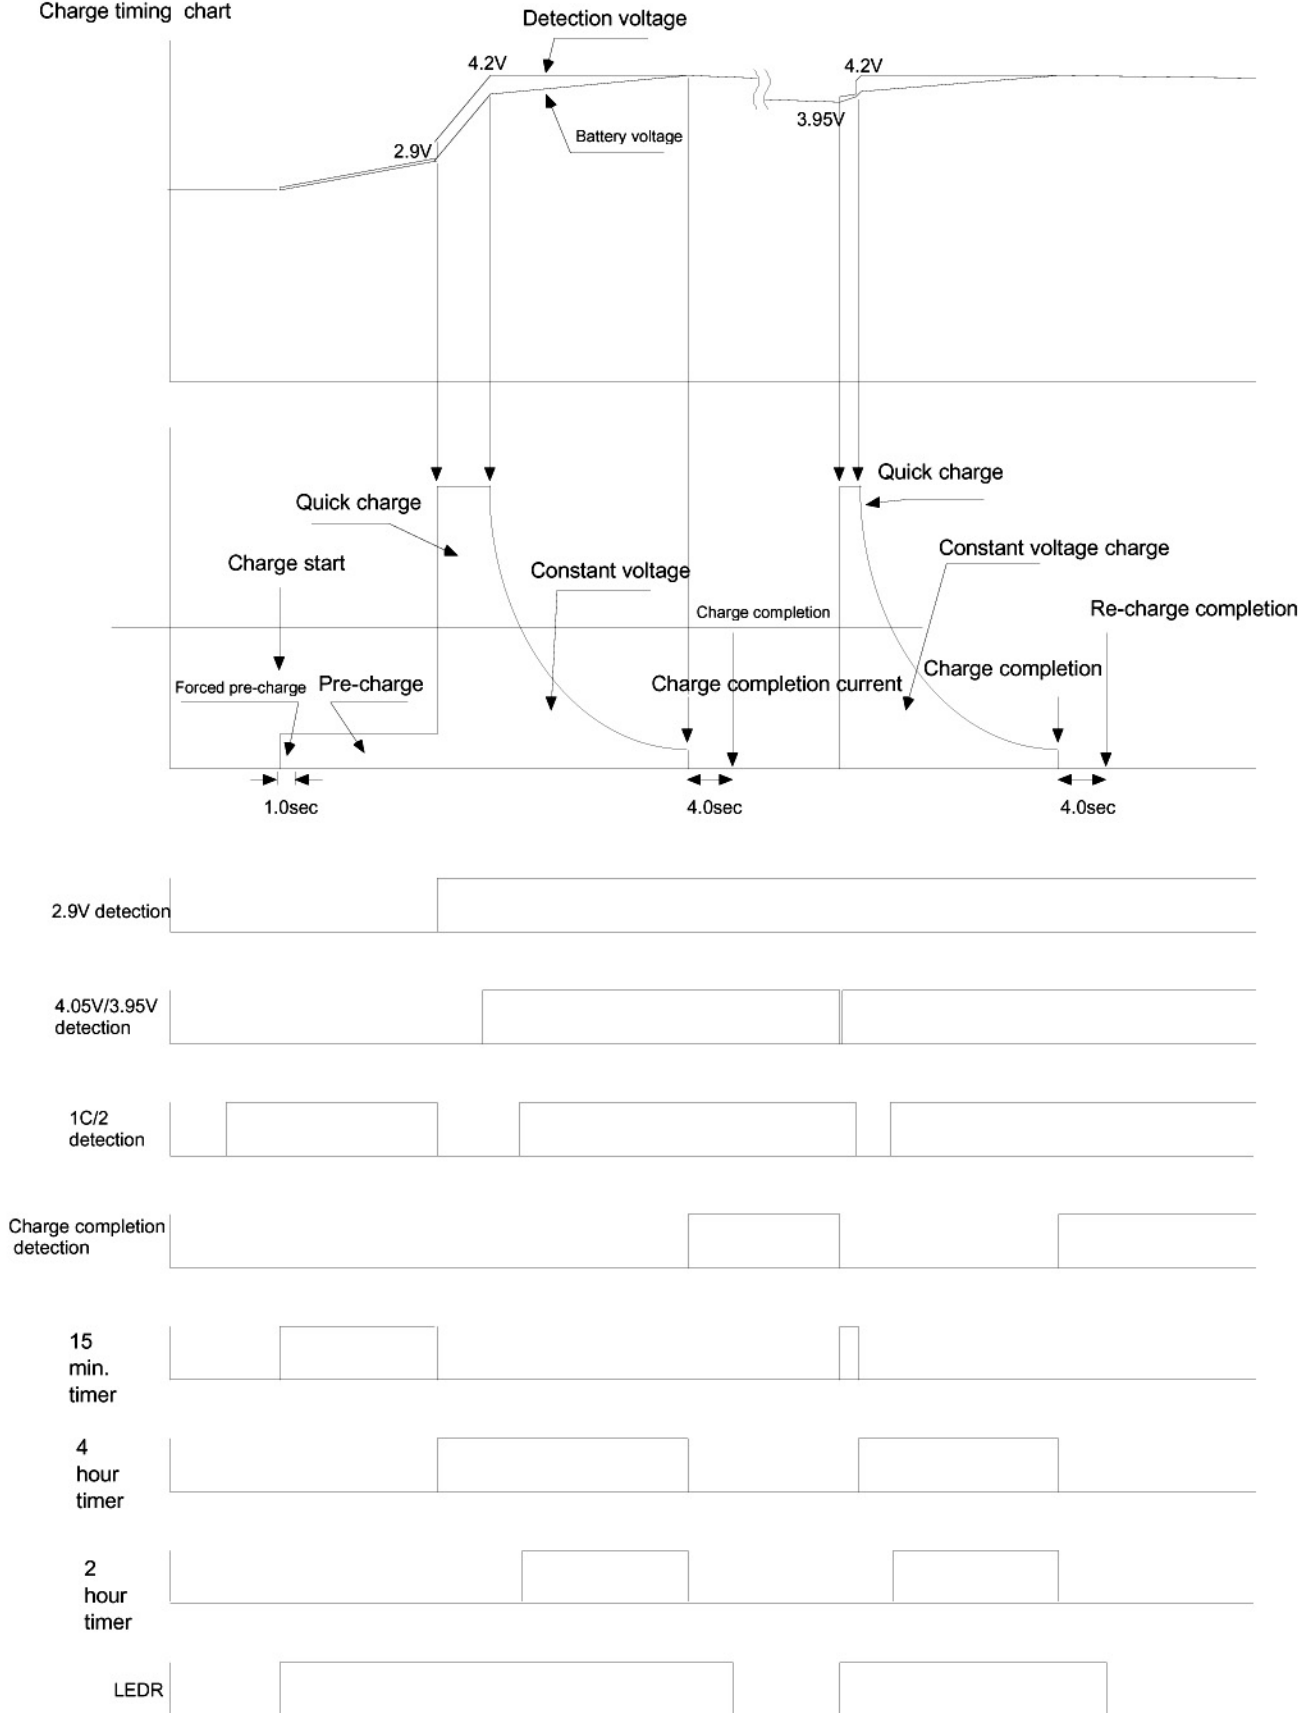 Charge timing chart
Detection voltage
4.2V
4.2V
3.95V
Battery voltage
2.9V
Quick charge
Quick charge
Charge start
Constant voltage
Constant voltage charge
Charge completion
Re-charge completion
Forced pre-charge
Pre-charge
Charge completion current
Charge completion
1.0sec
4.0sec
4.0sec
2.9V detection
4.05V/3.95V
detection
1C/2
detection
Charge completion
detection
15
min.
timer
4
hour
timer
2
hour
timer
LEDR